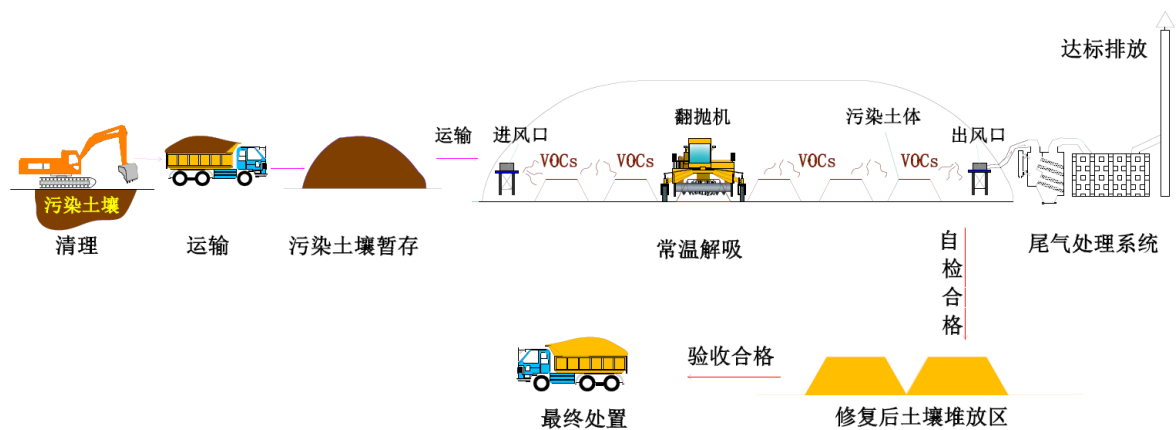 达标排放
翻抛机
污染土体
运输
进风口
出风口
VOCs
VOCs
VOCs
VOCs
污染土壤
清理
运输
污染土壤暂存
常温解吸
尾气处理系统
自检合格
验收合格
最终处置
修复后土壤堆放区